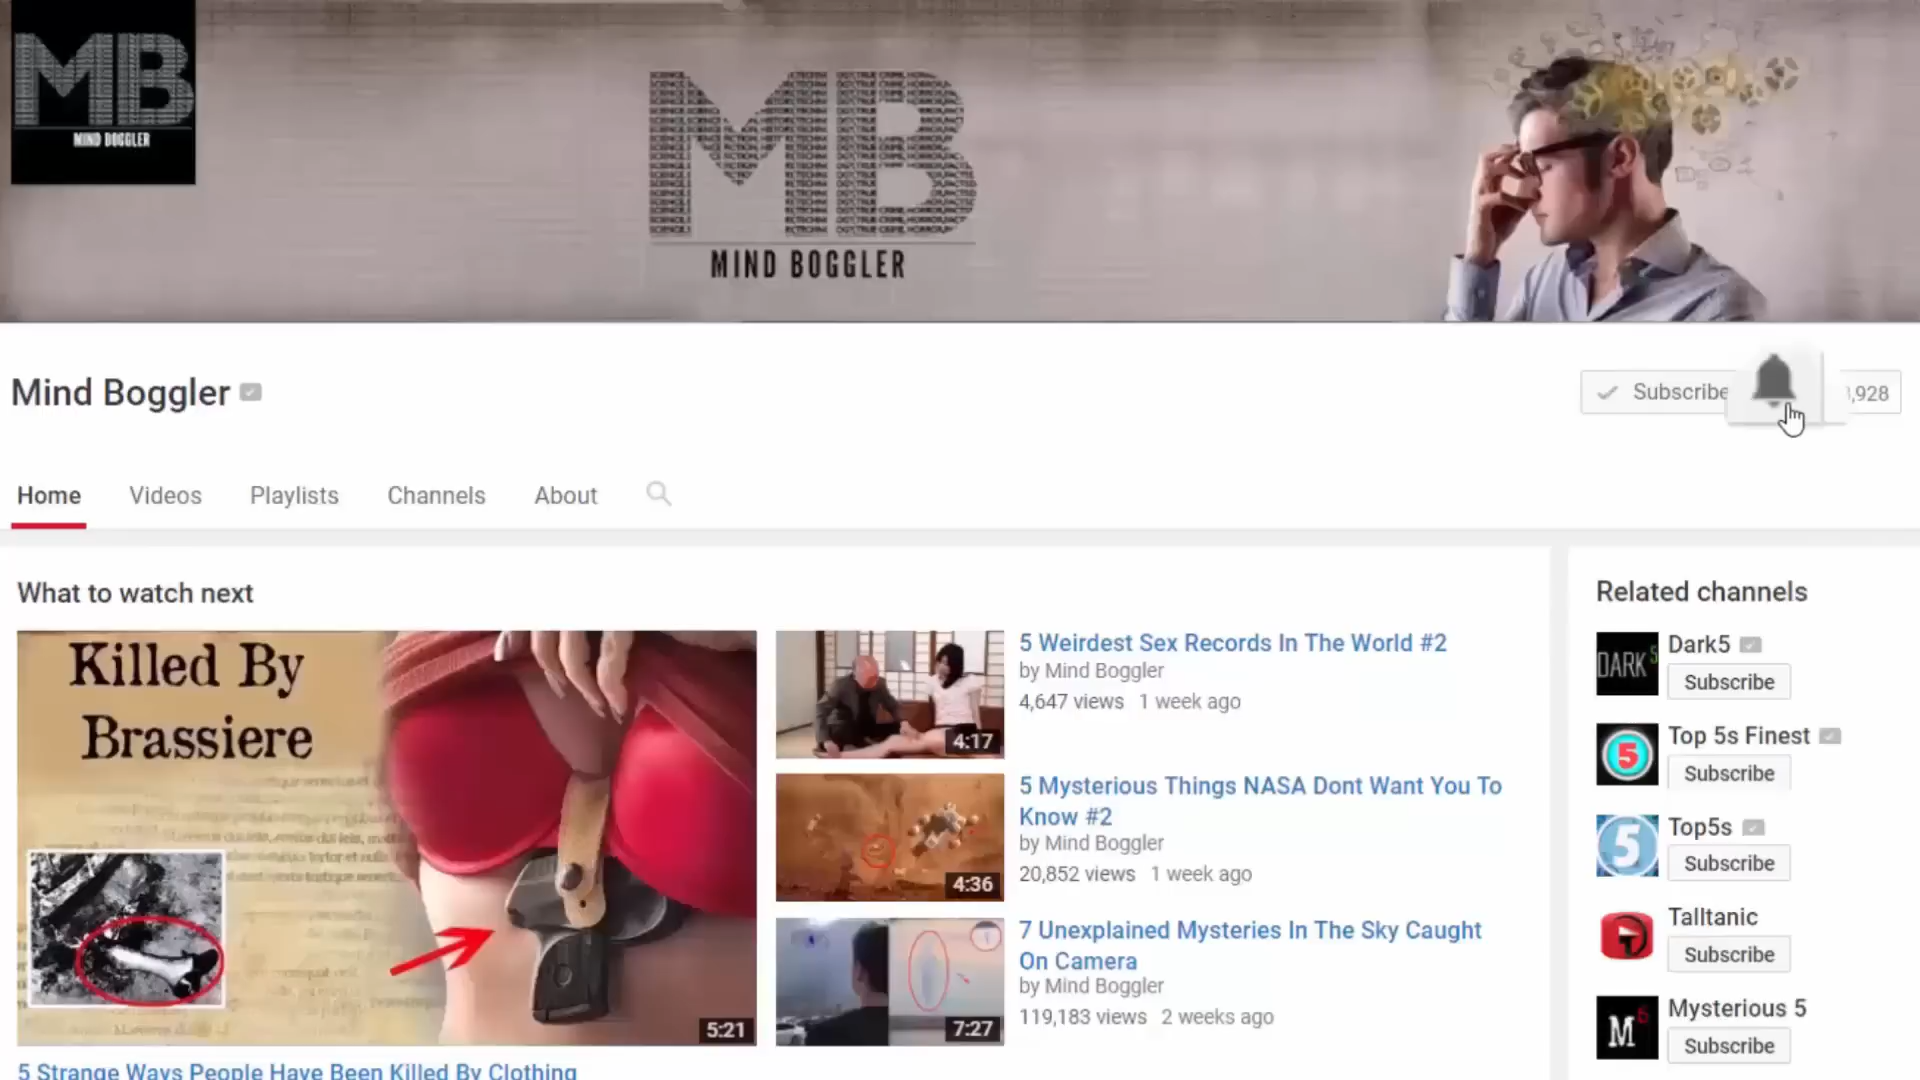 MB
MIND BOGGLER
MB
MIND BOGGLER
Mind Boggler
Subscribe
,928
Home
Videos
Playlists
Channels
About
What to watch next
Killed By
Brassiere
5:21
5 Strange Ways People Have Been Killed By Clothing
4:17
5 Weirdest Sex Records In The World #2
by Mind Boggler
4,647 views 1 week ago
4:36
5 Mysterious Things NASA Dont Want You To
Know #2
by Mind Boggler
20,852 views 1 week ago
7:27
7 Unexplained Mysteries In The Sky Caught
On Camera
by Mind Boggler
119,183 views 2 weeks ago
Related channels
DARK5
Dark5
Subscribe
5
Top 5s Finest
Subscribe
5
Top5s
Subscribe
Talltanic
Subscribe
M5
Mysterious 5
Subscribe